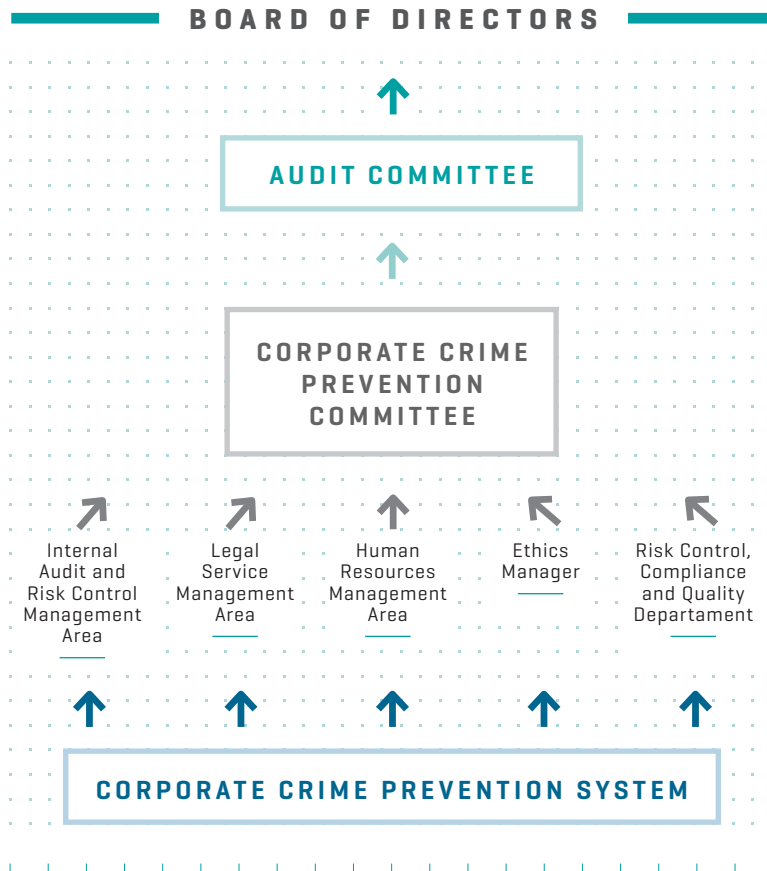 BOARD OF DIRECTORS
AUDIT COMMITTEE
CORPORATE CRIME
PREVENTION
COMMITTEE
Internal
Audit and
Risk Control
Management
Area
Legal
Service
Management
Area
Human
Resources
Management
Area
Ethics
Manager
Risk Control,
Compliance
and Quality
Departament
CORPORATE CRIME PREVENTION SYSTEM